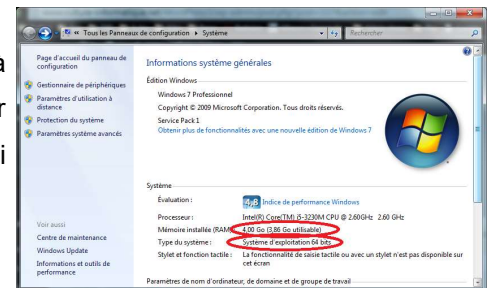 a
r
i
« Tous les Panneaux de configuration ▸ Système
Rechercher
Page d'accueil du panneau de configuration
Gestionnaire de périphériques
Paramètres d'utilisation à distance
Protection du système
Paramètres système avancés
Voir aussi
Centre de maintenance
Windows Update
Informations et outils de performance
Informations système générales
Édition Windows
Windows 7 Professionnel
Copyright © 2009 Microsoft Corporation. Tous droits réservés.
Service Pack 1
Obtenir plus de fonctionnalités avec une nouvelle édition de Windows 7
Système
Évaluation : 4,8 Indice de performance Windows
Processeur : Intel(R) Core(TM) i5-3230M CPU @ 2.60GHz 2.60 GHz
Mémoire installée (RAM) : 4,00 Go (3,86 Go utilisable)
Type du système : Système d'exploitation 64 bits
Stylet et fonction tactile : La fonctionnalité de saisie tactile ou avec un stylet n'est pas disponible sur
cet écran
Paramètres de nom d'ordinateur, de domaine et de groupe de travail